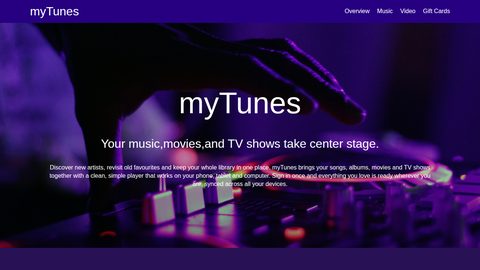 myTunes
Overview Music Video Gift Cards
myTunes
Your music,movies,and TV shows take center stage.
Discover new artists, revisit old favourites and keep your whole library in one place. myTunes brings your songs, albums, movies and TV shows
together with a clean, simple player that works on your phone, tablet and computer. Sign in once and everything you love is ready wherever you
are, synced across all your devices.